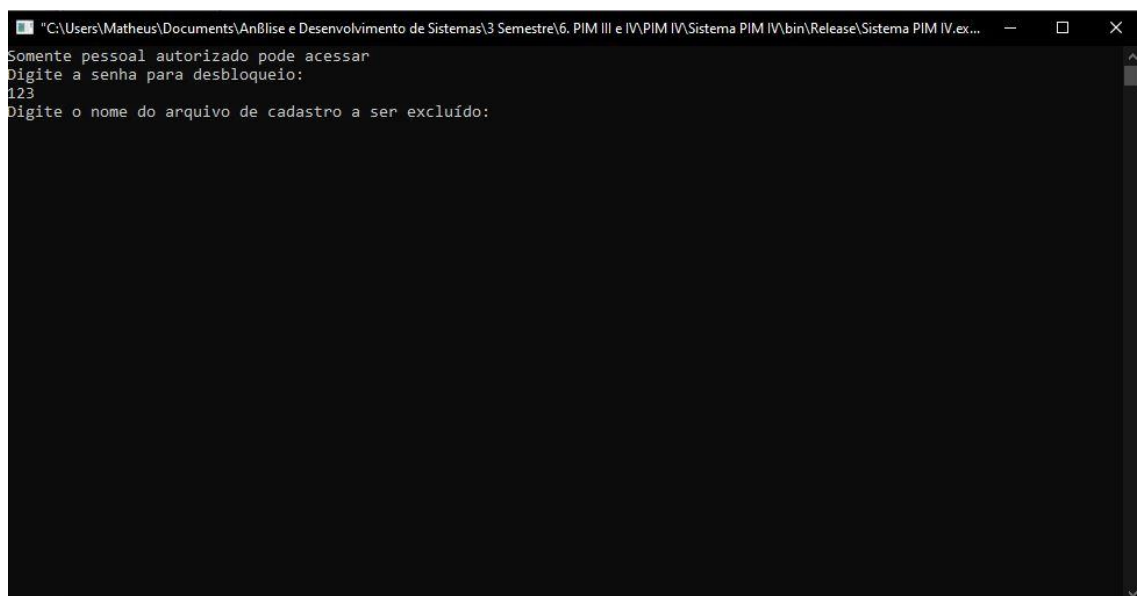 "C:\Users\Matheus\Documents\Anßlise e Desenvolvimento de Sistemas\3 Semestre\6. PIM III e IV\PIM IV\Sistema PIM IV\bin\Release\Sistema PIM IV.ex...
Somente pessoal autorizado pode acessar
Digite a senha para desbloqueio:
123
Digite o nome do arquivo de cadastro a ser excluído: